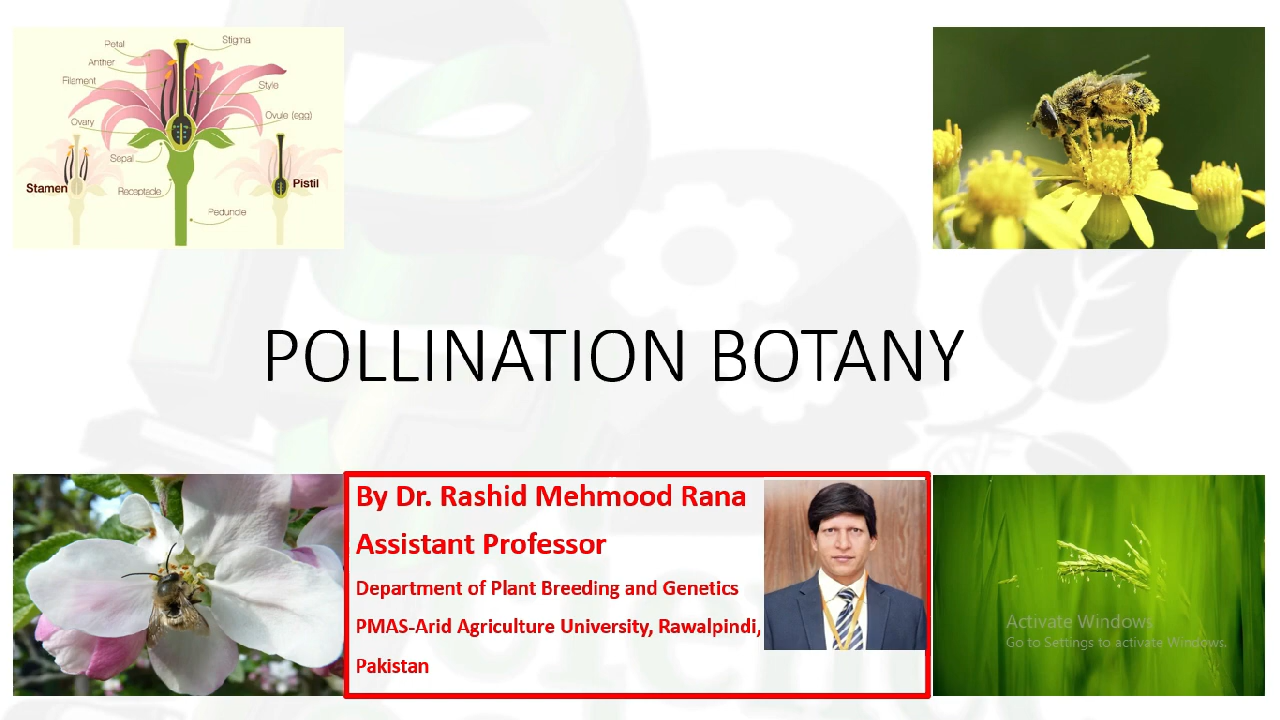 Petal
Stigma
Anther
Filament
Style
Ovary
Ovule (egg)
Sepal
Stamen
Receptacle
Pistil
Peduncle
POLLINATION BOTANY
By Dr. Rashid Mehmood Rana
Assistant Professor
Department of Plant Breeding and Genetics
PMAS-Arid Agriculture University, Rawalpindi,
Pakistan
Activate Windows
Go to Settings to activate Windows.